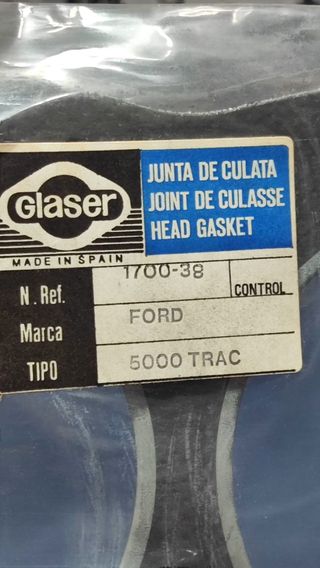 Glaser
MADE IN SPAIN
JUNTA DE CULATA
JOINT DE CULASSE
HEAD GASKET
N. Ref. 1700-38 CONTROL
Marca FORD
TIPO 5000 TRAC